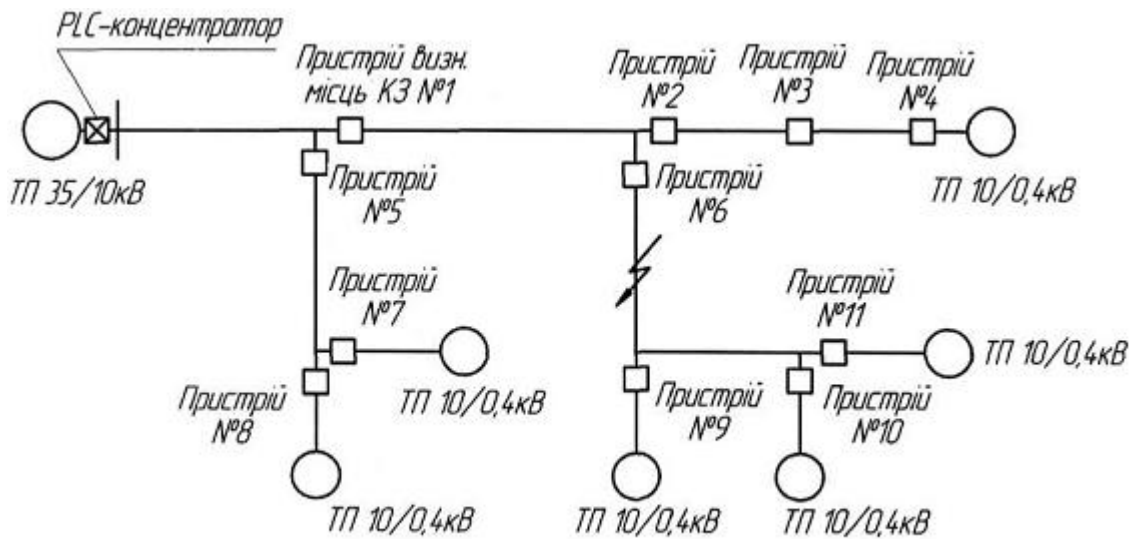 PLC-концентратор
Пристрій визн.
місць КЗ №1
Пристрій
№2
Пристрій
№3
Пристрій
№4
ТП 35/10кВ
Пристрій
№5
Пристрій
№6
ТП 10/0,4кВ
Пристрій
№7
Пристрій
№11
ТП 10/0,4кВ
Пристрій
№8
ТП 10/0,4кВ
Пристрій
№9
Пристрій
№10
ТП 10/0,4кВ
ТП 10/0,4кВ
ТП 10/0,4кВ